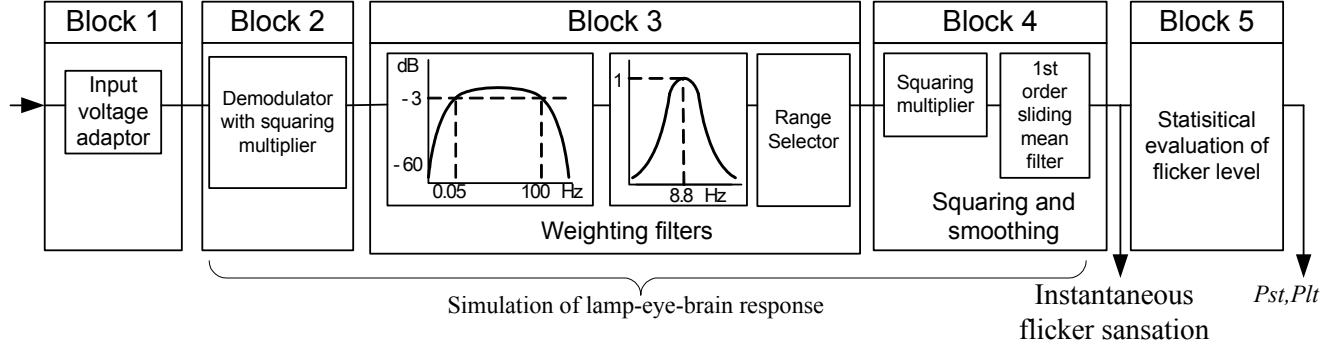 Block 1
Input
voltage
adaptor
Block 2
Demodulator
with squaring
multiplier
Block 3
dB
-3
-60
0.05
100
Hz
1
8.8
Hz
Range
Selector
Weighting filters
Block 4
Squaring
multiplier
1st
order
sliding
mean
filter
Squaring and
smoothing
Block 5
Statisitical
evaluation of
flicker level
Simulation of lamp-eye-brain response
Instantaneous
flicker sansation
Pst,Plt